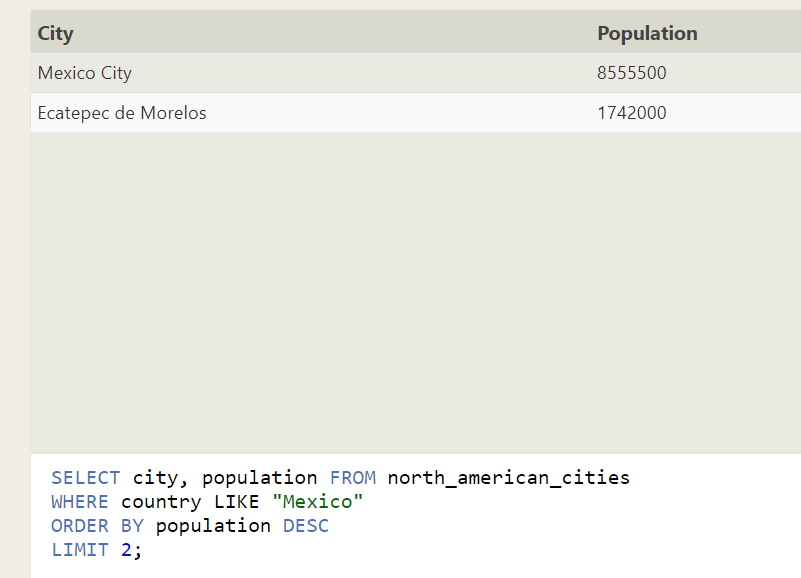 City Population
Mexico City 8555500
Ecatepec de Morelos 1742000
SELECT city, population FROM north_american_cities
WHERE country LIKE "Mexico"
ORDER BY population DESC
LIMIT 2;